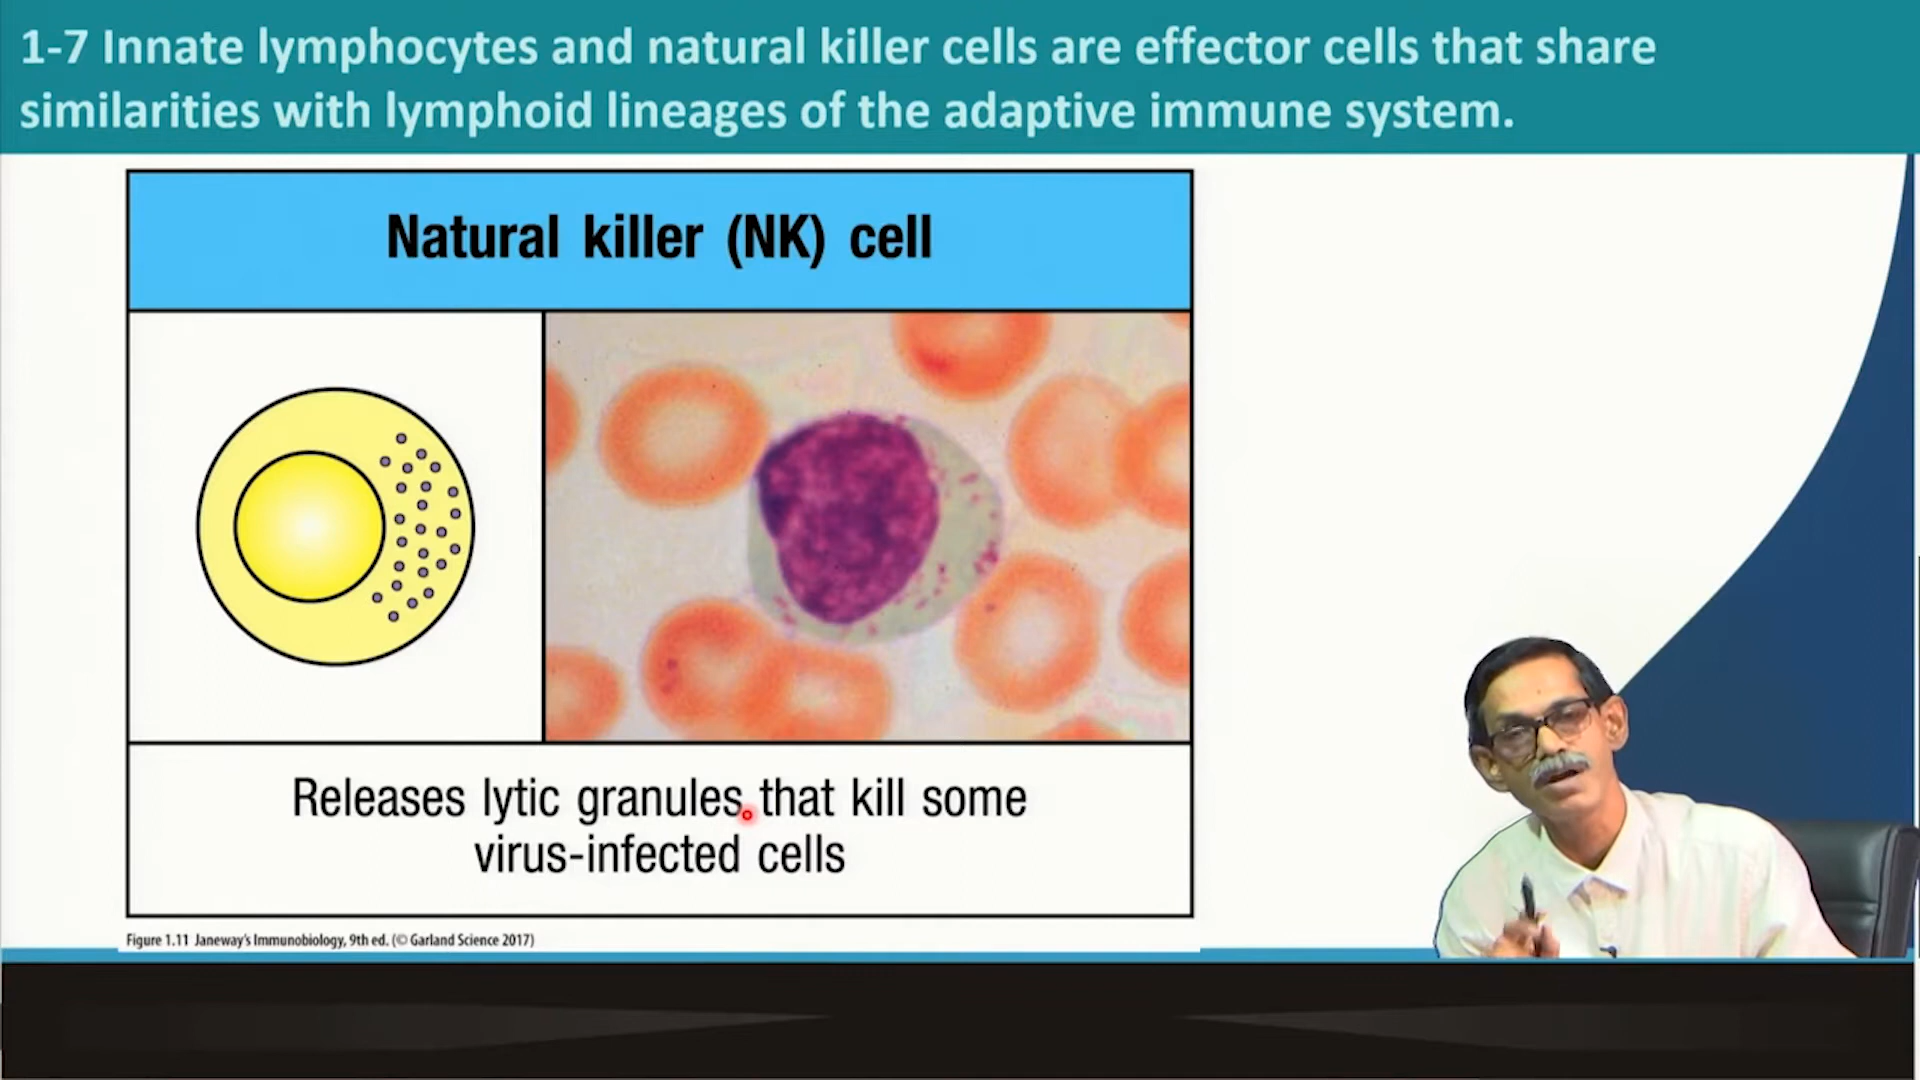 1-7 Innate lymphocytes and natural killer cells are effector cells that share
similarities with lymphoid lineages of the adaptive immune system.
Natural killer (NK) cell
Releases lytic granules that kill some
virus-infected cells
Figure 1.11 Janeway's Immunobiology, 9th ed. (© Garland Science 2017)